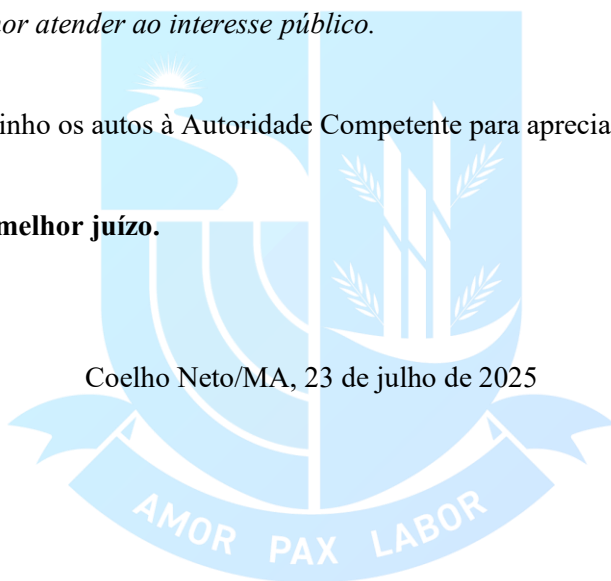 or atender ao interesse público.
inho os autos à Autoridade Competente para aprecia
melhor juízo.
Coelho Neto/MA, 23 de julho de 2025
AMOR PAX LABOR